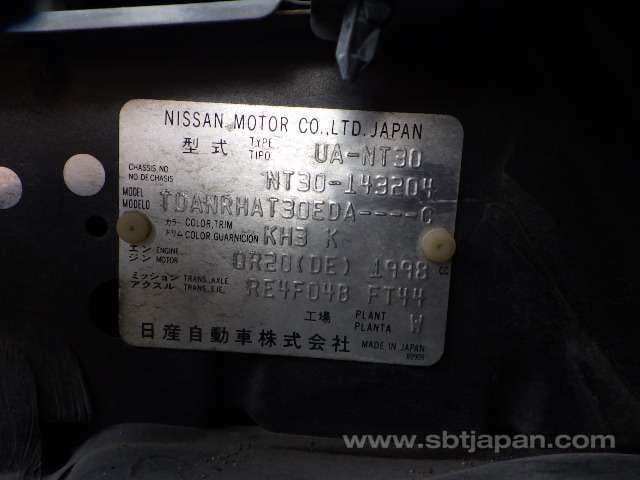 NISSAN MOTOR CO.,LTD. JAPAN
型式 TYPE TIPO UA-NT30
CHASSIS NO. NO. DE CHASIS NT30-143204
MODEL MODELO TDANRHAT30EDA----C
カラー COLOR, TRIM
トリム COLOR, GUARNICION KH3 K
エンジン ENGINE MOTOR QR20(DE) 1998 CC
ミッション TRANS., AXLE
アクスル TRANS., EJE. RE4F04B FT44
工場 PLANT PLANTA W
日産自動車株式会社 MADE IN JAPAN
www.sbtjapan.com